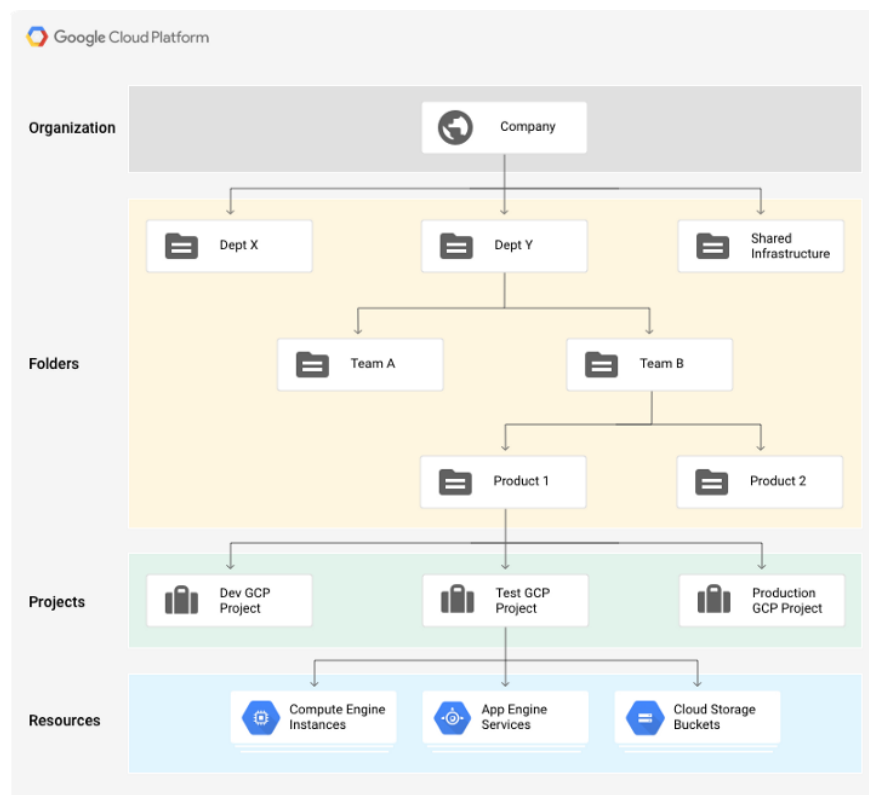 Google Cloud Platform
Organization
Company
Dept X
Dept Y
Shared
Infrastructure
Folders
Team A
Team B
Product 1
Product 2
Projects
Dev GCP
Project
Test GCP
Project
Production
GCP Project
Resources
Compute Engine
Instances
App Engine
Services
Cloud Storage
Buckets